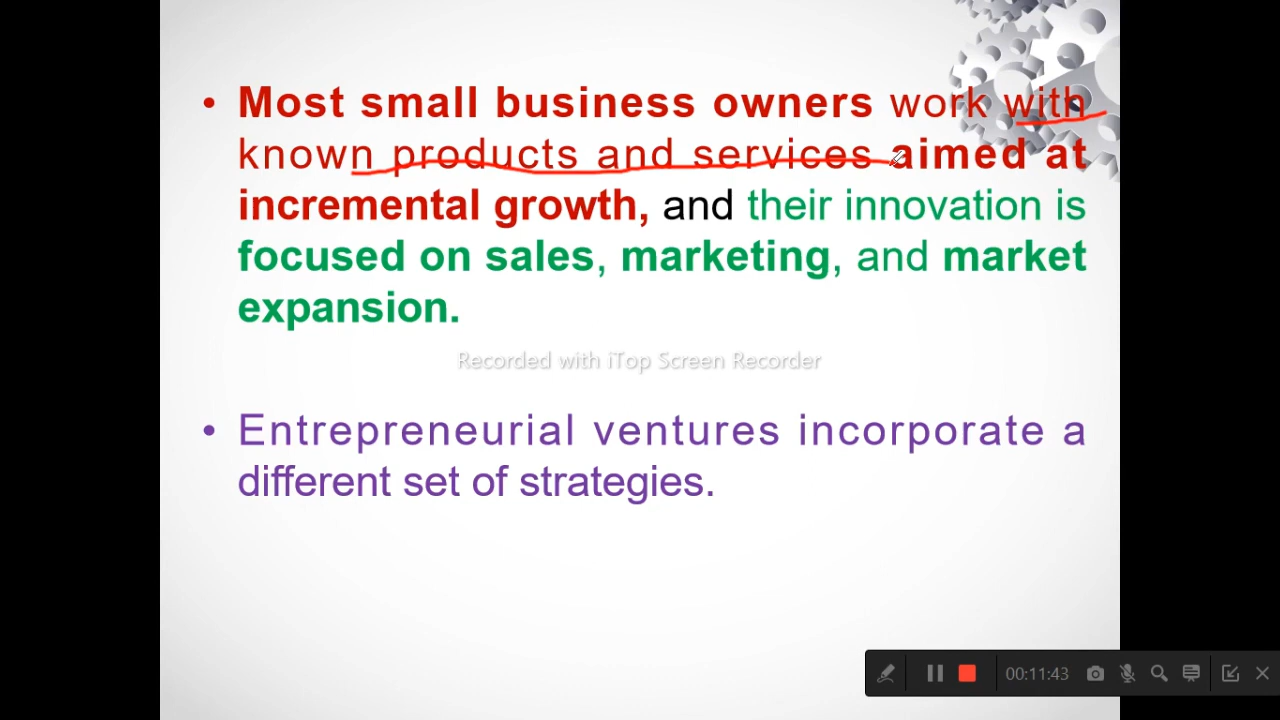 • Most small business owners work with
known products and services aimed at
incremental growth, and their innovation is
focused on sales, marketing, and market
expansion.
Recorded with iTop Screen Recorder
• Entrepreneurial ventures incorporate a
different set of strategies.
00:11:43